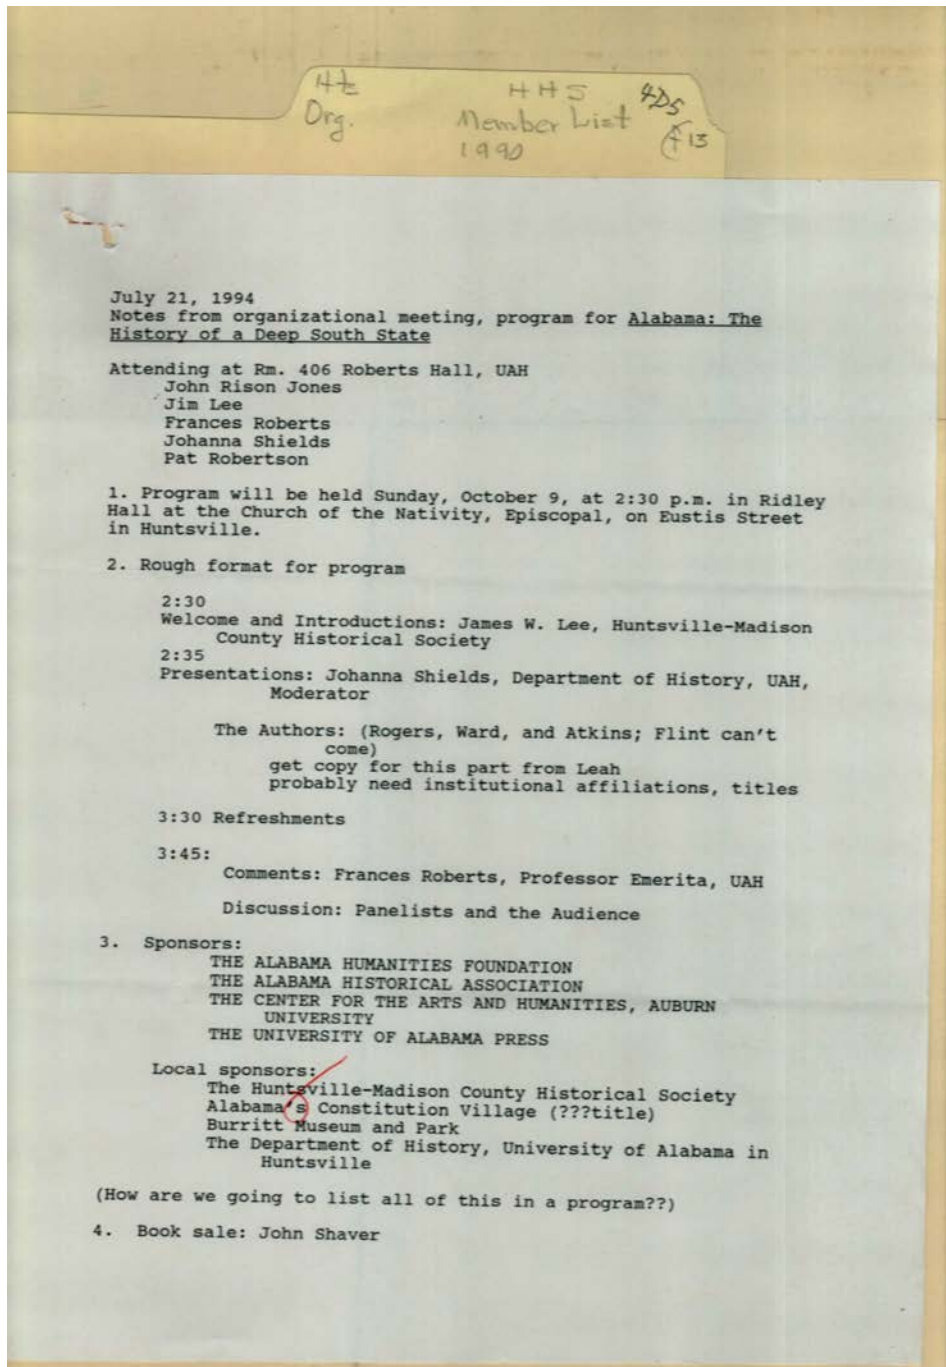 Hts
Org.
HHS
Member List
1990
4D5
13
July 21, 1994
Notes from organizational meeting, program for Alabama: The
History of a Deep South State
Attending at Rm. 406 Roberts Hall, UAH
John Rison Jones
Jim Lee
Frances Roberts
Johanna Shields
Pat Robertson
1. Program will be held Sunday, October 9, at 2:30 p.m. in Ridley
Hall at the Church of the Nativity, Episcopal, on Eustis Street
in Huntsville.
2. Rough format for program
2:30
Welcome and Introductions: James W. Lee, Huntsville-Madison
County Historical Society
2:35
Presentations: Johanna Shields, Department of History, UAH,
Moderator
The Authors: (Rogers, Ward, and Atkins; Flint can't
come)
get copy for this part from Leah
probably need institutional affiliations, titles
3:30 Refreshments
3:45:
Comments: Frances Roberts, Professor Emerita, UAH
Discussion: Panelists and the Audience
3. Sponsors:
THE ALABAMA HUMANITIES FOUNDATION
THE ALABAMA HISTORICAL ASSOCIATION
THE CENTER FOR THE ARTS AND HUMANITIES, AUBURN
UNIVERSITY
THE UNIVERSITY OF ALABAMA PRESS
Local sponsors:
The Huntsville-Madison County Historical Society
Alabama's Constitution Village (???title)
Burritt Museum and Park
The Department of History, University of Alabama in
Huntsville
(How are we going to list all of this in a program??)
4. Book sale: John Shaver